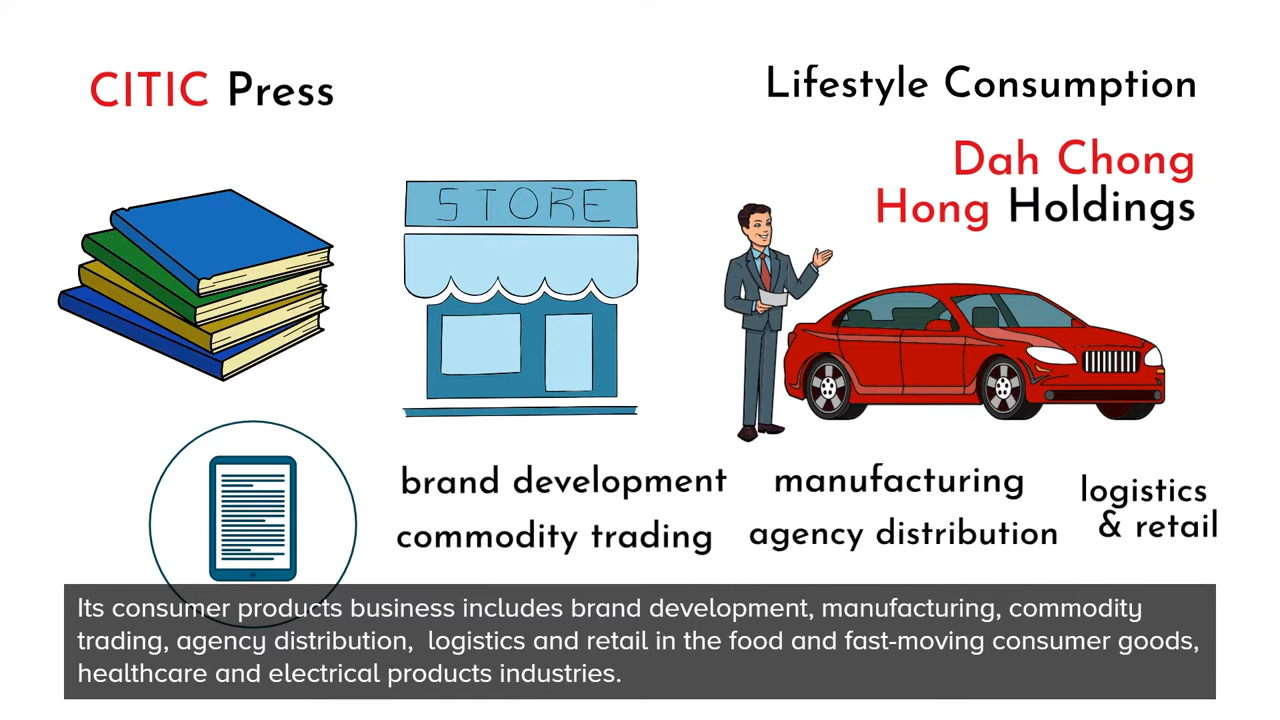 CITIC Press
Lifestyle Consumption
Dah Chong
Hong Holdings
STORE
brand development
manufacturing
logistics
& retail
commodity trading
agency distribution
Its consumer products business includes brand development, manufacturing, commodity
trading, agency distribution, logistics and retail in the food and fast-moving consumer goods,
healthcare and electrical products industries.